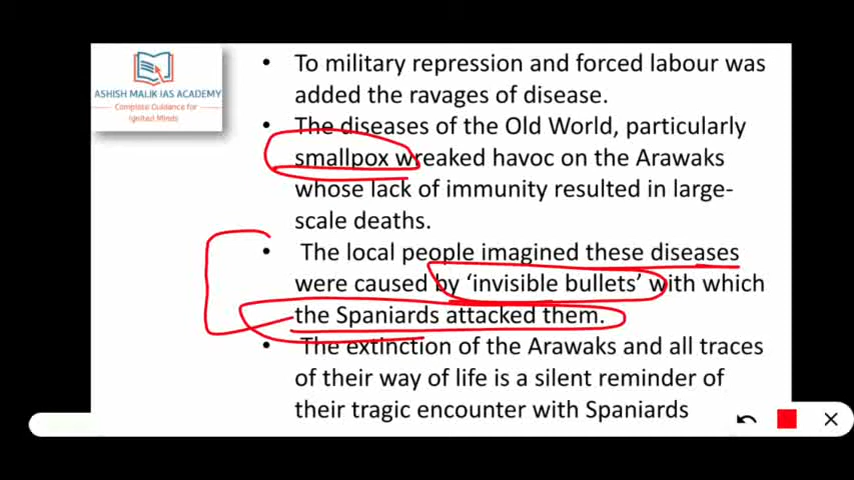 ASHISH MALIK IAS ACADEMY
Complete Guidance for
Ignited Minds
• To military repression and forced labour was
added the ravages of disease.
• The diseases of the Old World, particularly
smallpox wreaked havoc on the Arawaks
whose lack of immunity resulted in large-
scale deaths.
• The local people imagined these diseases
were caused by ‘invisible bullets’ with which
the Spaniards attacked them.
• The extinction of the Arawaks and all traces
of their way of life is a silent reminder of
their tragic encounter with Spaniards